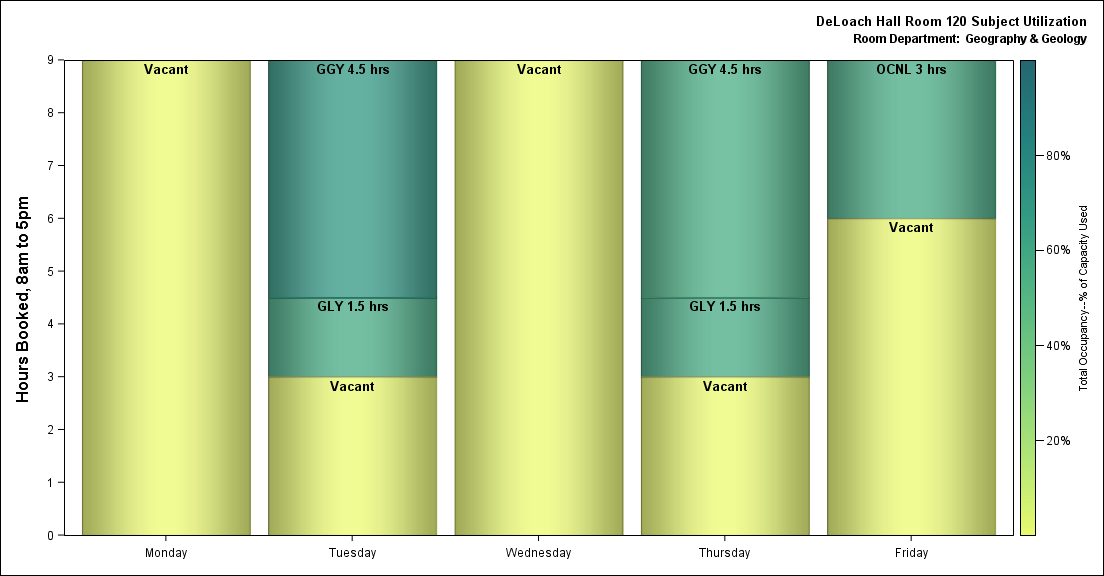 DeLoach Hall Room 120 Subject Utilization
Room Department: Geography & Geology
Hours Booked, 8am to 5pm
9
8
7
6
5
4
3
2
1
0
Vacant
GGY 4.5 hrs
GLY 1.5 hrs
Vacant
Vacant
GGY 4.5 hrs
GLY 1.5 hrs
Vacant
OCNL 3 hrs
Vacant
Monday
Tuesday
Wednesday
Thursday
Friday
80%
60%
40%
20%
Total Occupancy--% of Capacity Used